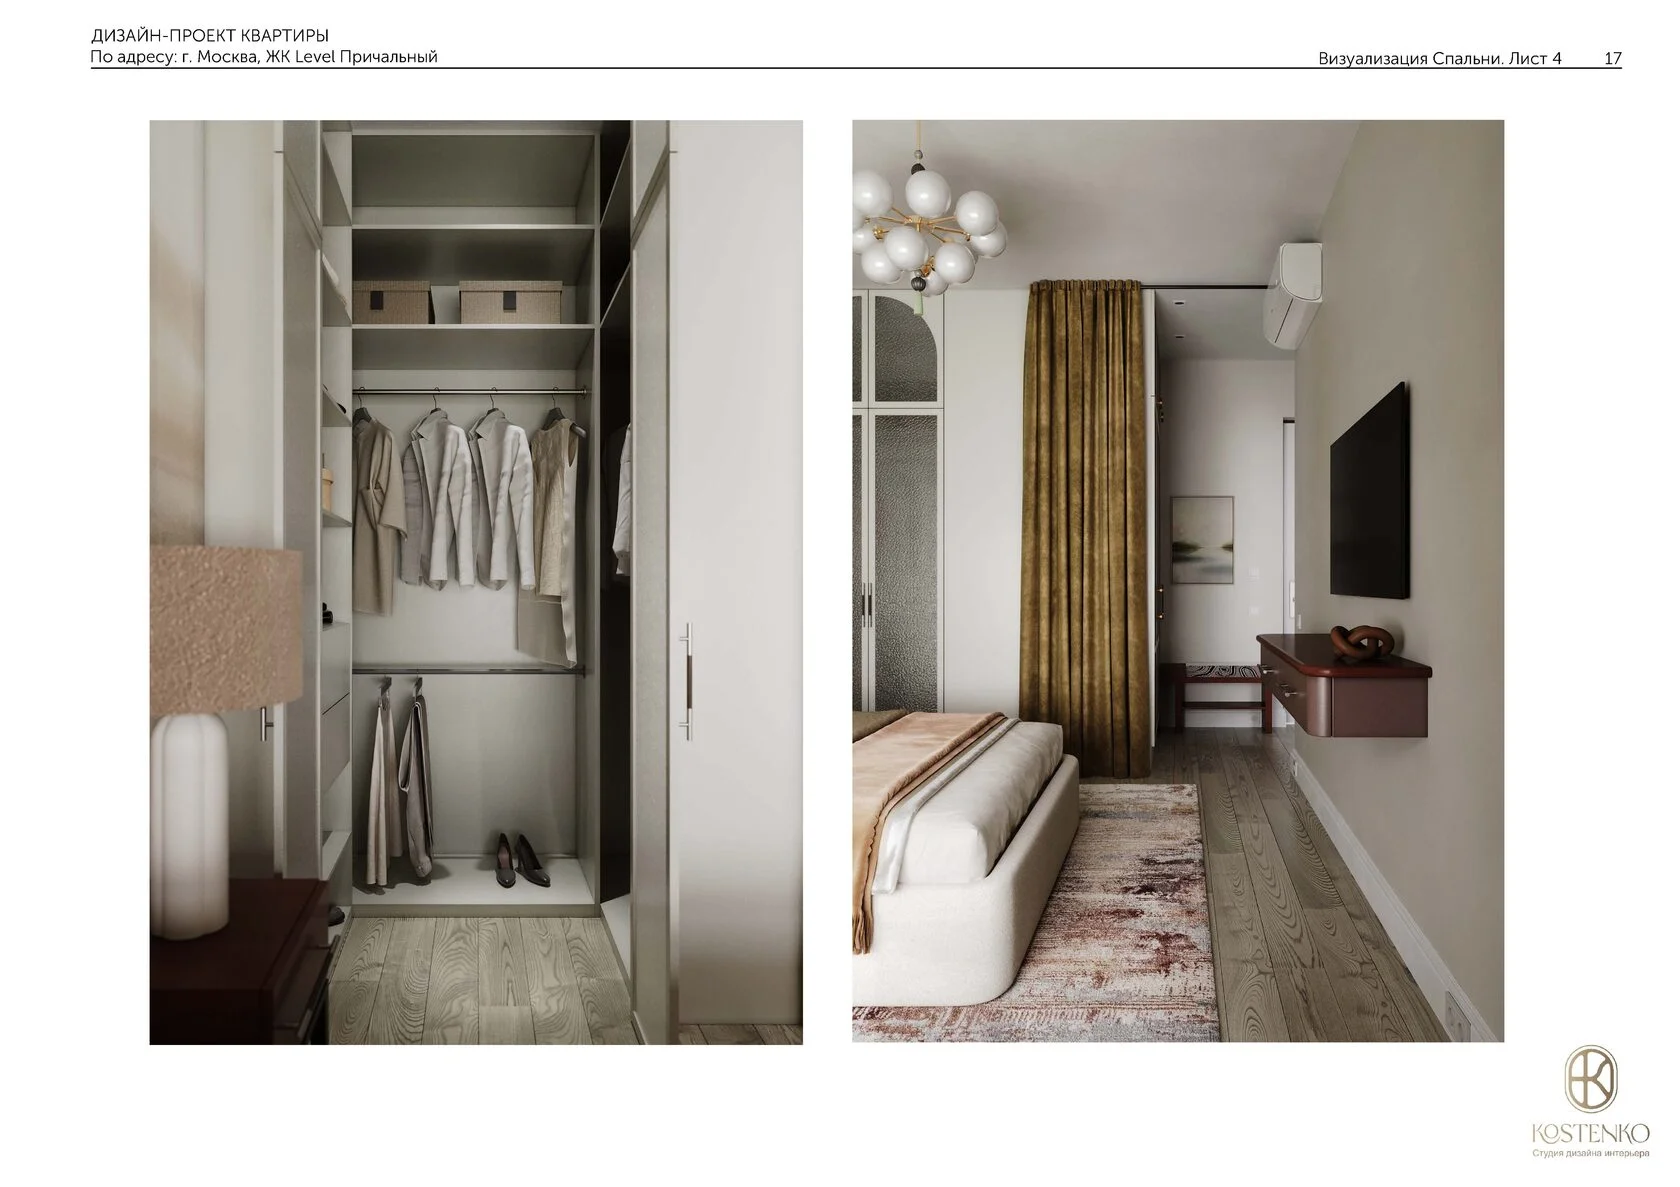 ДИЗАЙН-ПРОЕКТ КВАРТИРЫ
По адресу: г. Москва, ЖК Level Причальный
Визуализация Спальни. Лист 4 17
KOSTENKO
Студия дизайна интерьера